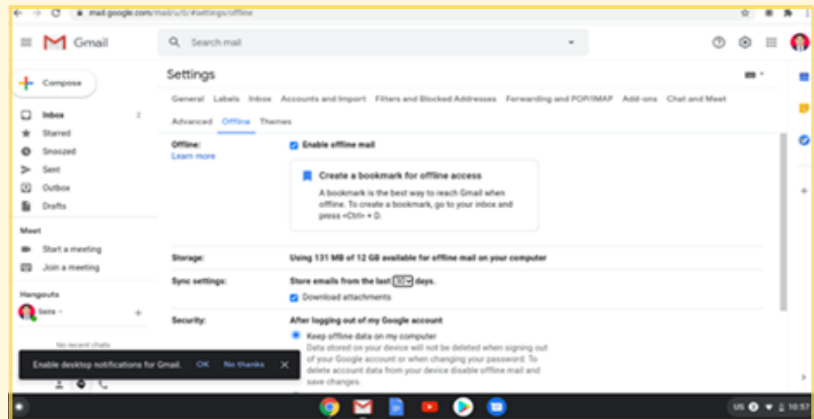 mail.google.com/mail/u/0/#settings/offline
Gmail
Search mail
Compose
Inbox 2
Starred
Snoozed
Sent
Outbox
Drafts
Meet
Start a meeting
Join a meeting
Hangouts
No recent chats
Settings
General Labels Inbox Accounts and Import Filters and Blocked Addresses Forwarding and POP/IMAP Add-ons Chat and Meet
Advanced Offline Themes
Offline:
Learn more
Enable offline mail
Create a bookmark for offline access
A bookmark is the best way to reach Gmail when
offline. To create a bookmark, go to your inbox and
press <Ctrl> + D.
Storage:
Using 131 MB of 12 GB available for offline mail on your computer
Sync settings:
Store emails from the last 30 days.
Download attachments
Security:
After logging out of my Google account
Keep offline data on my computer
Data stored on your device will not be deleted when signing out
of your Google account or when changing your password. To
delete account data from your device disable offline mail and
save changes.
Enable desktop notifications for Gmail. OK No thanks
US 10:57